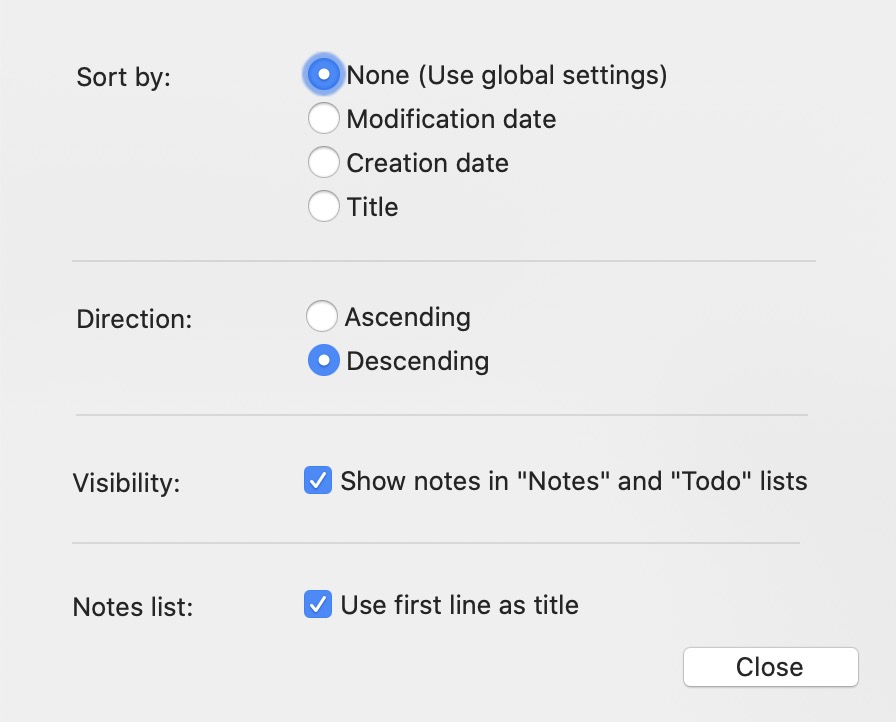 Sort by:
None (Use global settings)
Modification date
Creation date
Title
Direction:
Ascending
Descending
Visibility:
Show notes in "Notes" and "Todo" lists
Notes list:
Use first line as title
Close